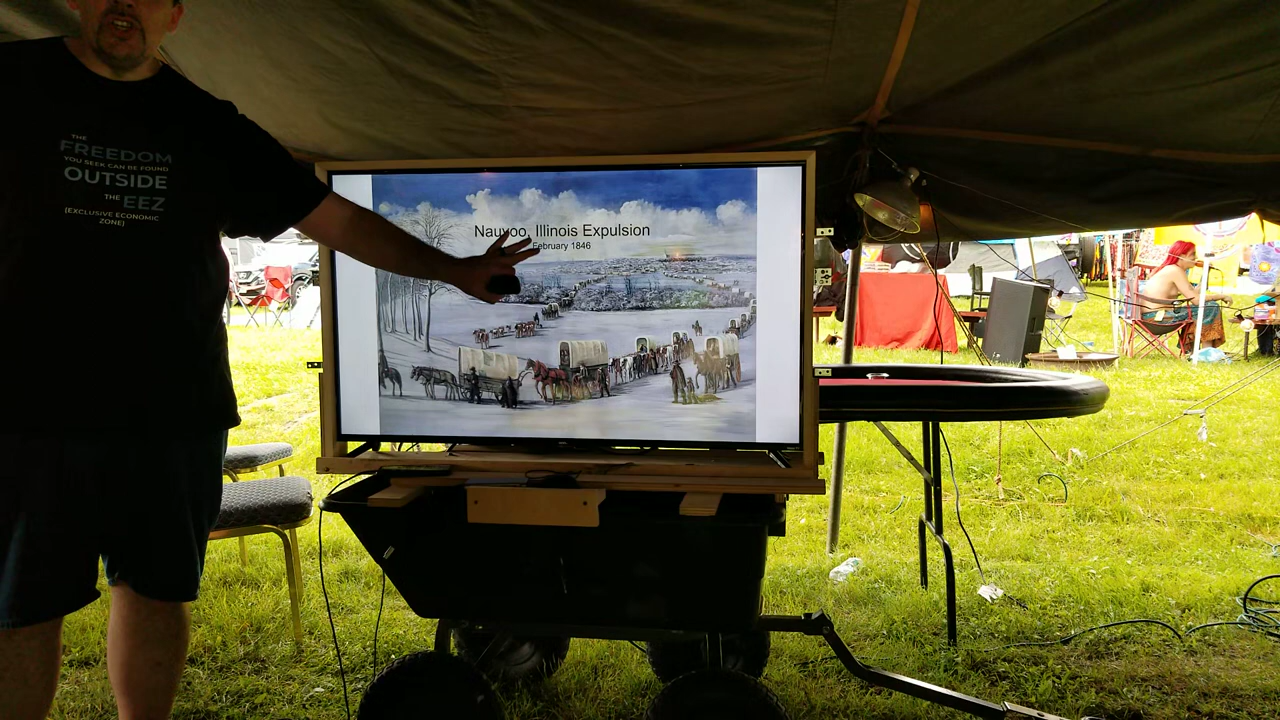 THE
FREEDOM
YOU SEEK CAN BE FOUND
OUTSIDE
THE EEZ
(EXCLUSIVE ECONOMIC
ZONE)
Nauvoo, Illinois Expulsion
February 1846